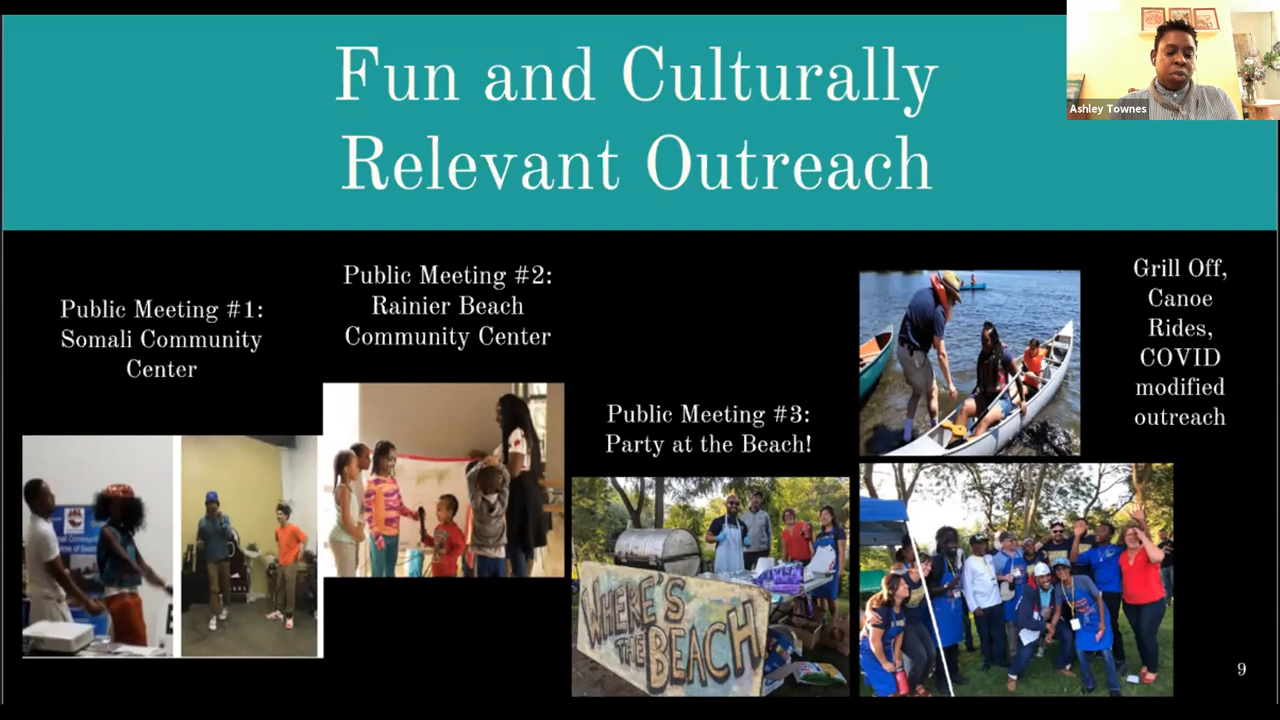 Fun and Culturally
Relevant Outreach
Ashley Townes
Public Meeting #1:
Somali Community
Center
Public Meeting #2:
Rainier Beach
Community Center
Public Meeting #3:
Party at the Beach!
Grill Off,
Canoe
Rides,
COVID
modified
outreach
WHERE'S
THE BEACH
9